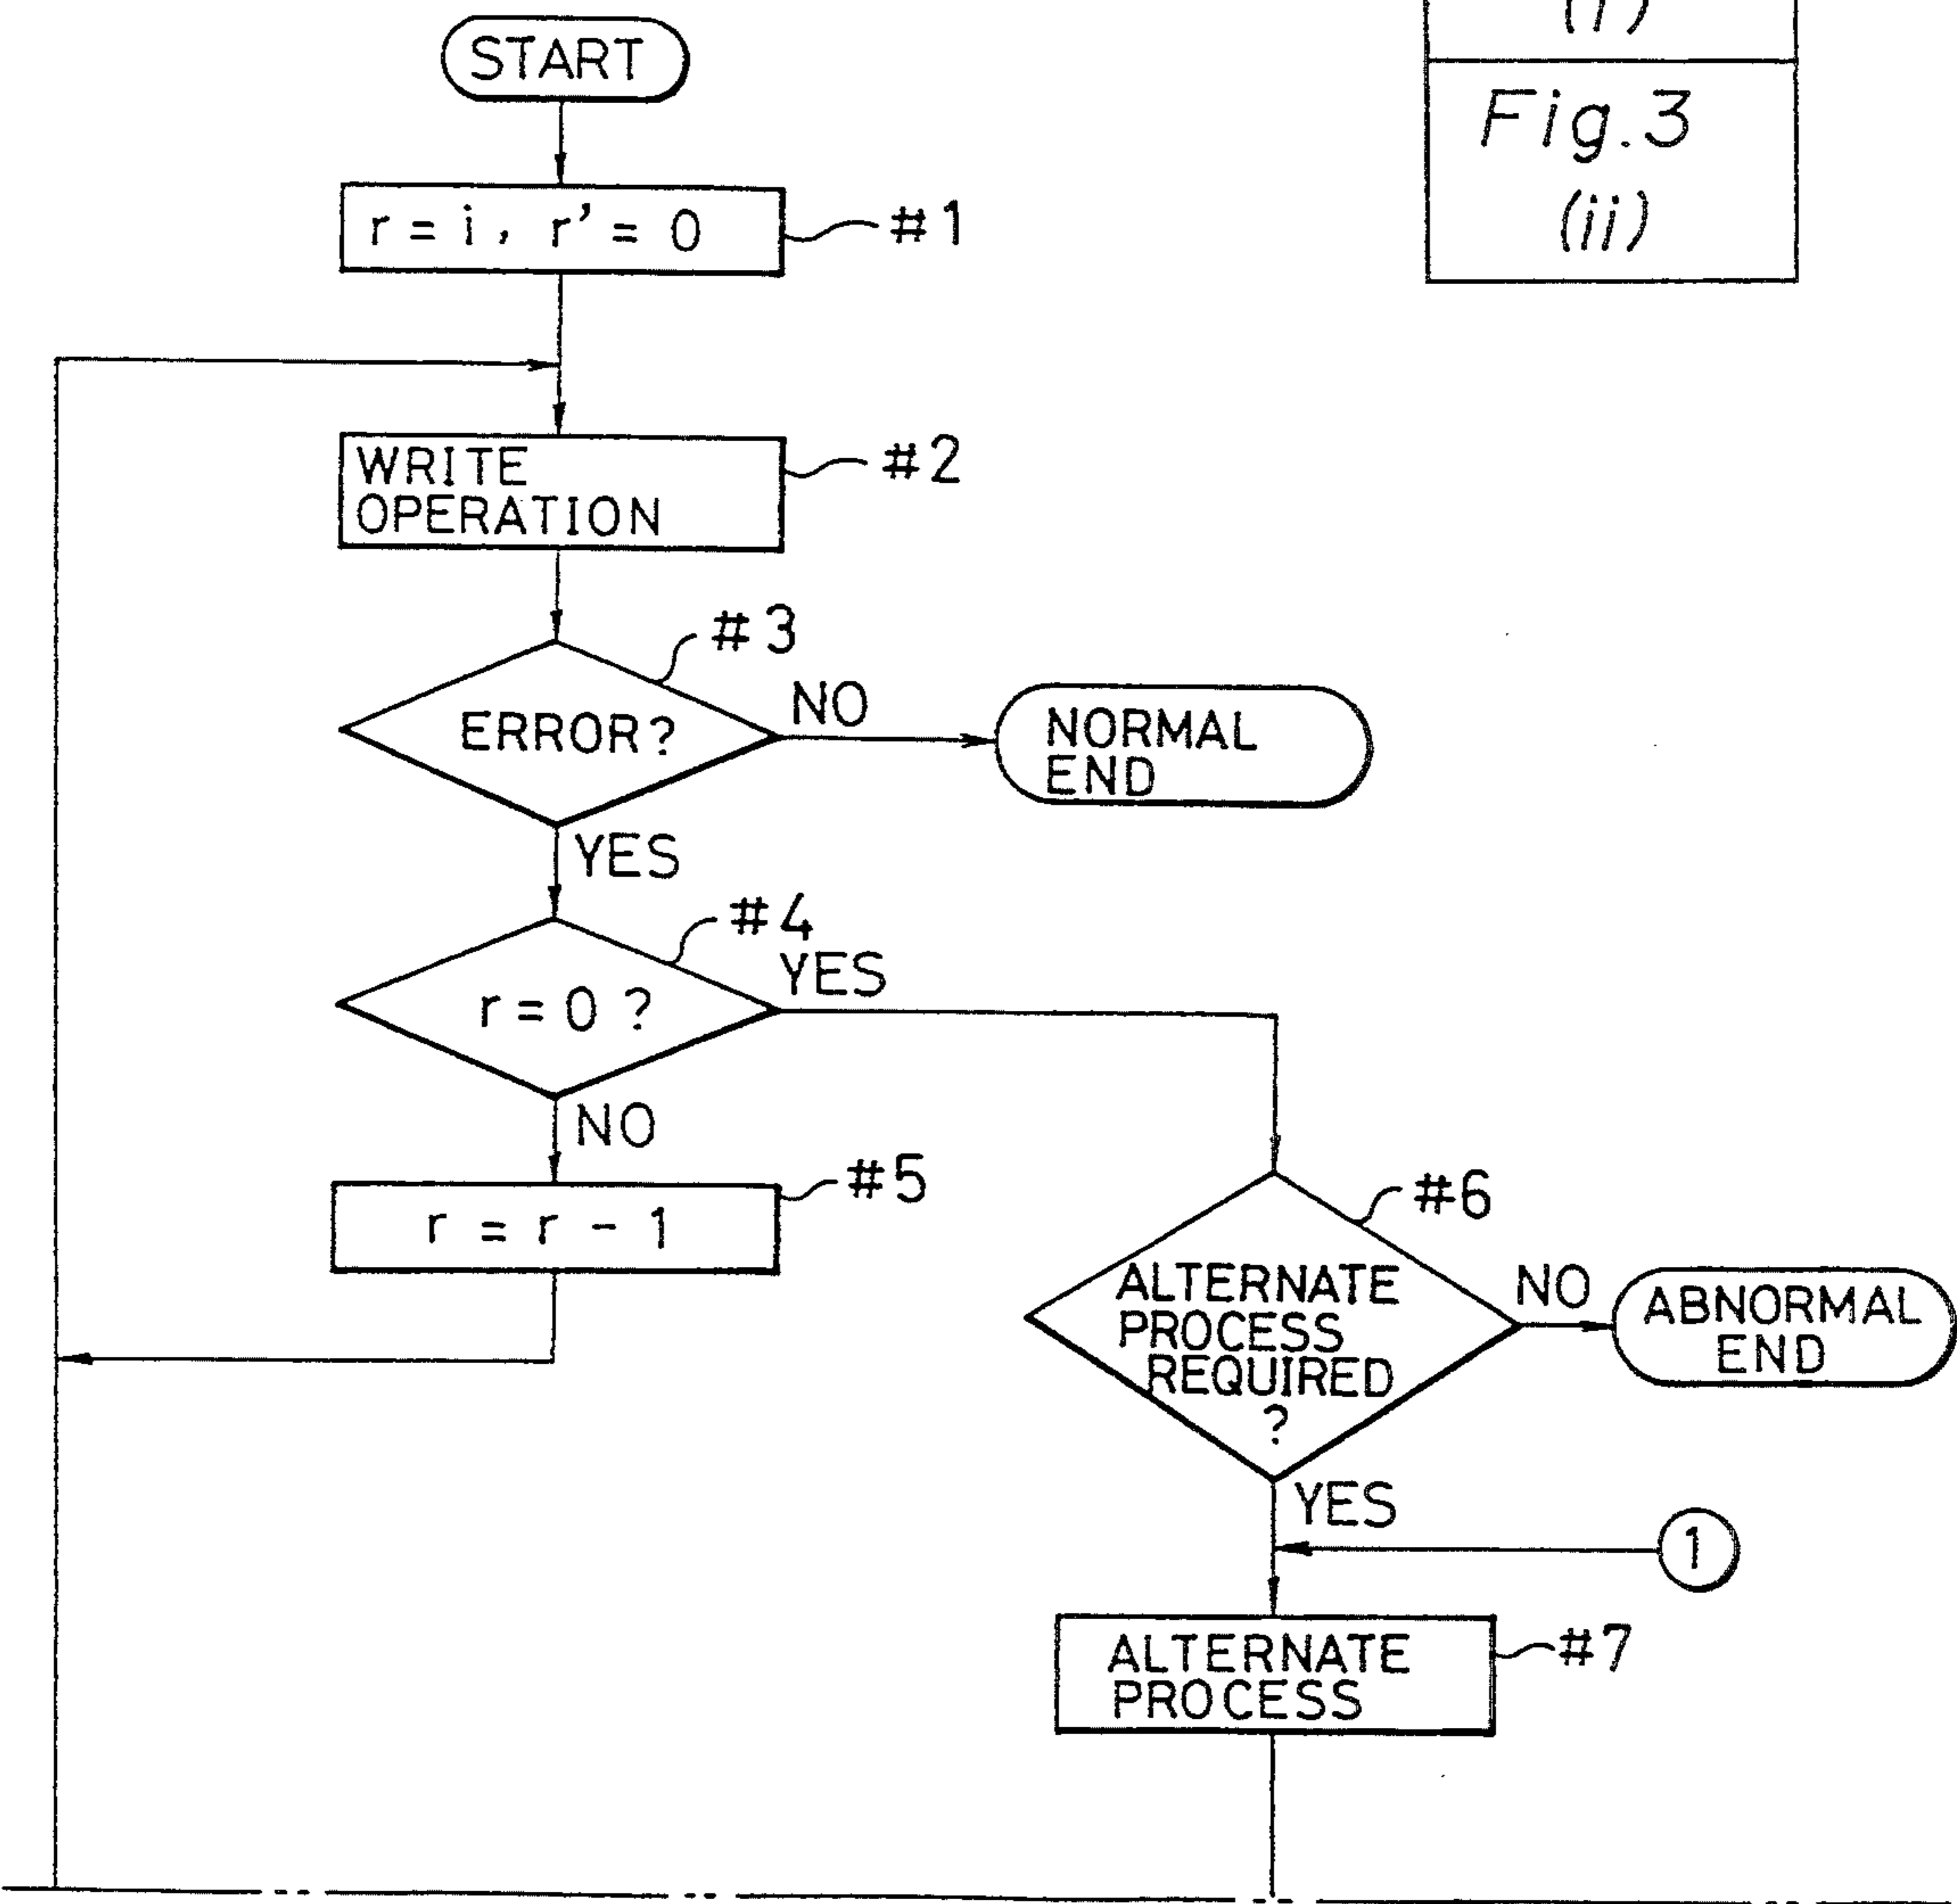 START
(i)
Fig.3
(ii)
r = i, r' = 0
#1
WRITE
OPERATION
#2
#3
ERROR?
NO
NORMAL
END
YES
#4
YES
r = 0 ?
NO
#5
r = r - 1
#6
ALTERNATE
PROCESS
REQUIRED
?
NO
ABNORMAL
END
YES
1
ALTERNATE
PROCESS
#7